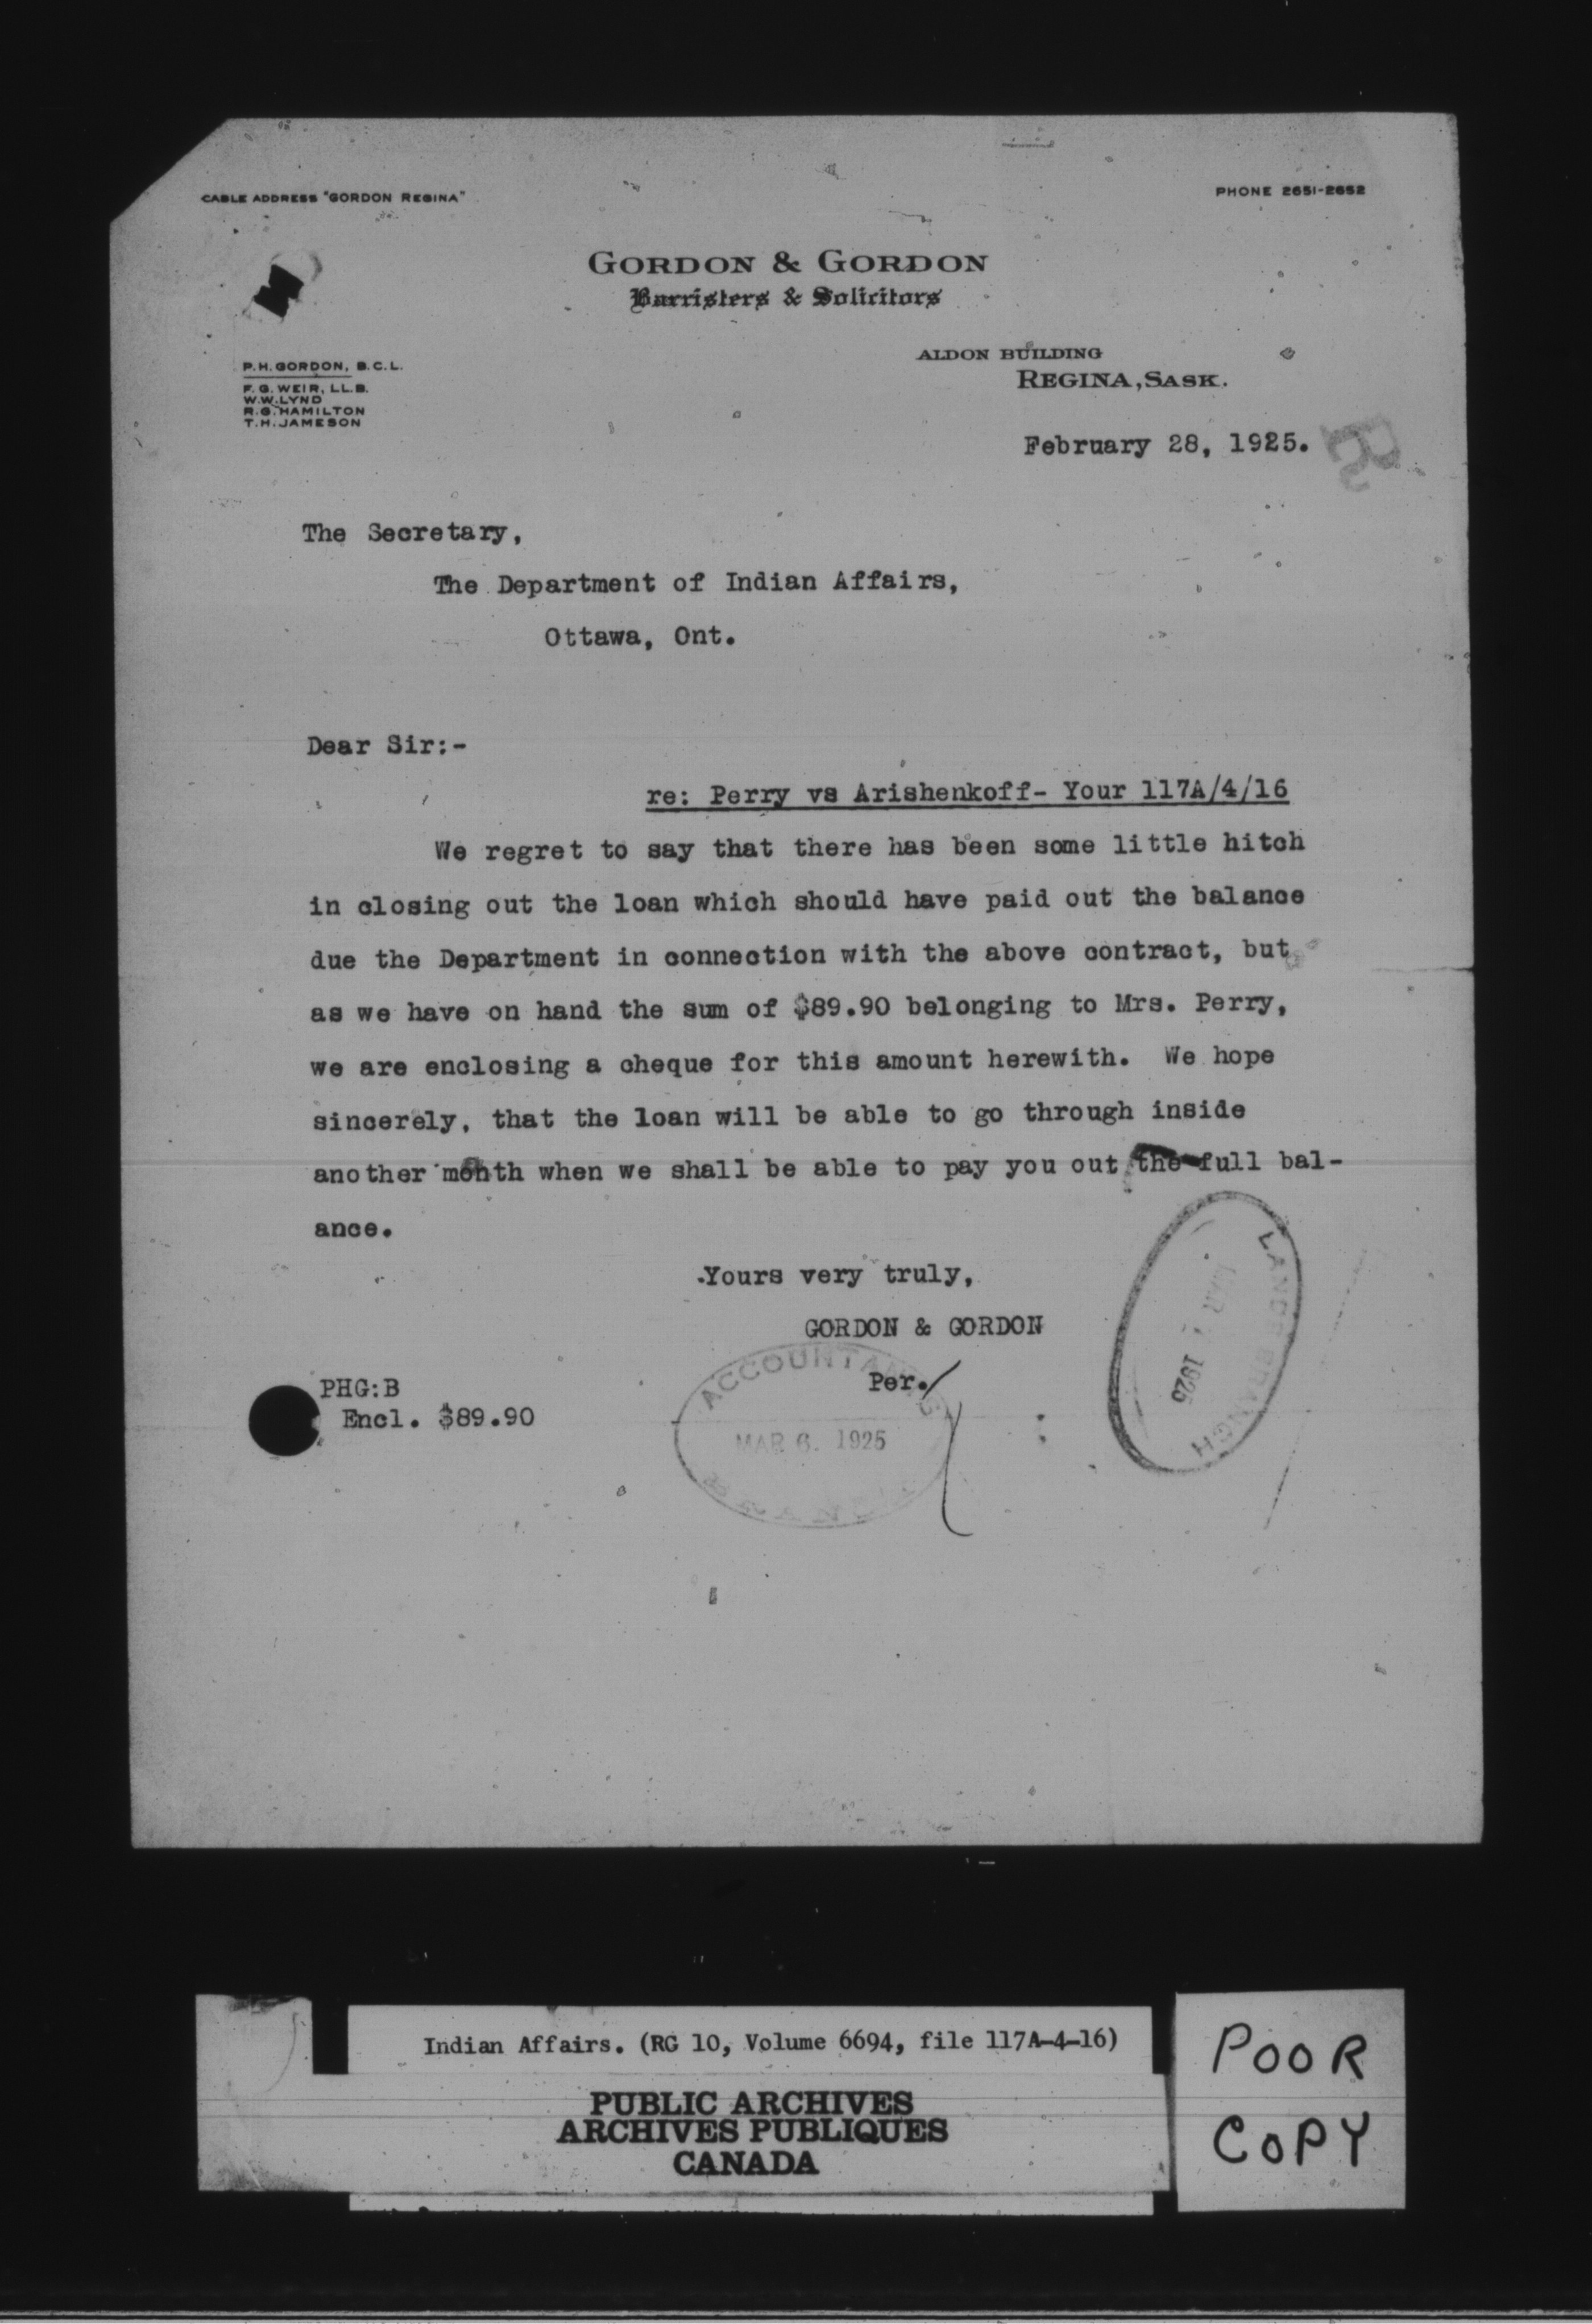 CABLE ADDRESS "GORDON REGINA"
PHONE 2651-2652
GORDON & GORDON
Barristers & Solicitors
P.H. GORDON, B.C.L.
F.G. WEIR, LL.B.
W.W. LYND
R.G. HAMILTON
T.H. JAMESON
ALDON BUILDING
REGINA, SASK.
February 28, 1925.
The Secretary,
The Department of Indian Affairs,
Ottawa, Ont.
Dear Sir:-
re: Perry vs Arishenkoff- Your 117A/4/16
We regret to say that there has been some little hitch
in closing out the loan which should have paid out the balance
due the Department in connection with the above contract, but
as we have on hand the sum of $89.90 belonging to Mrs. Perry,
we are enclosing a cheque for this amount herewith. We hope
sincerely, that the loan will be able to go through inside
another month when we shall be able to pay you out the full bal-
ance.
Yours very truly,
GORDON & GORDON
Per.
PHG:B
Encl. $89.90
ACCOUNTANTS
MAR 6. 1925
BRANCH
LANDS BRANCH
MAR 1925
Indian Affairs. (RG 10, Volume 6694, file 117A-4-16)
PUBLIC ARCHIVES
ARCHIVES PUBLIQUES
CANADA
POOR
COPY